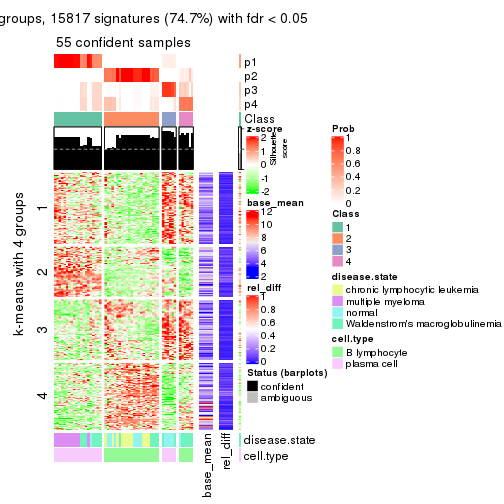 groups, 15817 signatures (74.7%) with fdr < 0.05
55 confident samples
p1
p2
p3
p4
Class
Silhouette
score
k-means with 4 groups
1
2
3
4
base_mean
rel_diff
disease.state
cell.type
z-score
2
1
0
-1
-2
base_mean
12
10
8
6
4
2
rel_diff
1
0.8
0.6
0.4
0.2
0
Status (barplots)
confident
ambiguous
Prob
1
0.8
0.6
0.4
0.2
0
Class
1
2
3
4
disease.state
chronic lymphocytic leukemia
multiple myeloma
normal
Waldenstrom's macroglobulinemia
cell.type
B lymphocyte
plasma cell